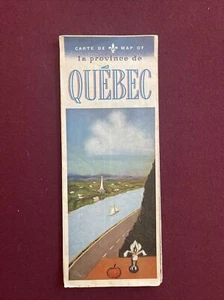 CARTE DE MAP OF
la province de
QUÉBEC